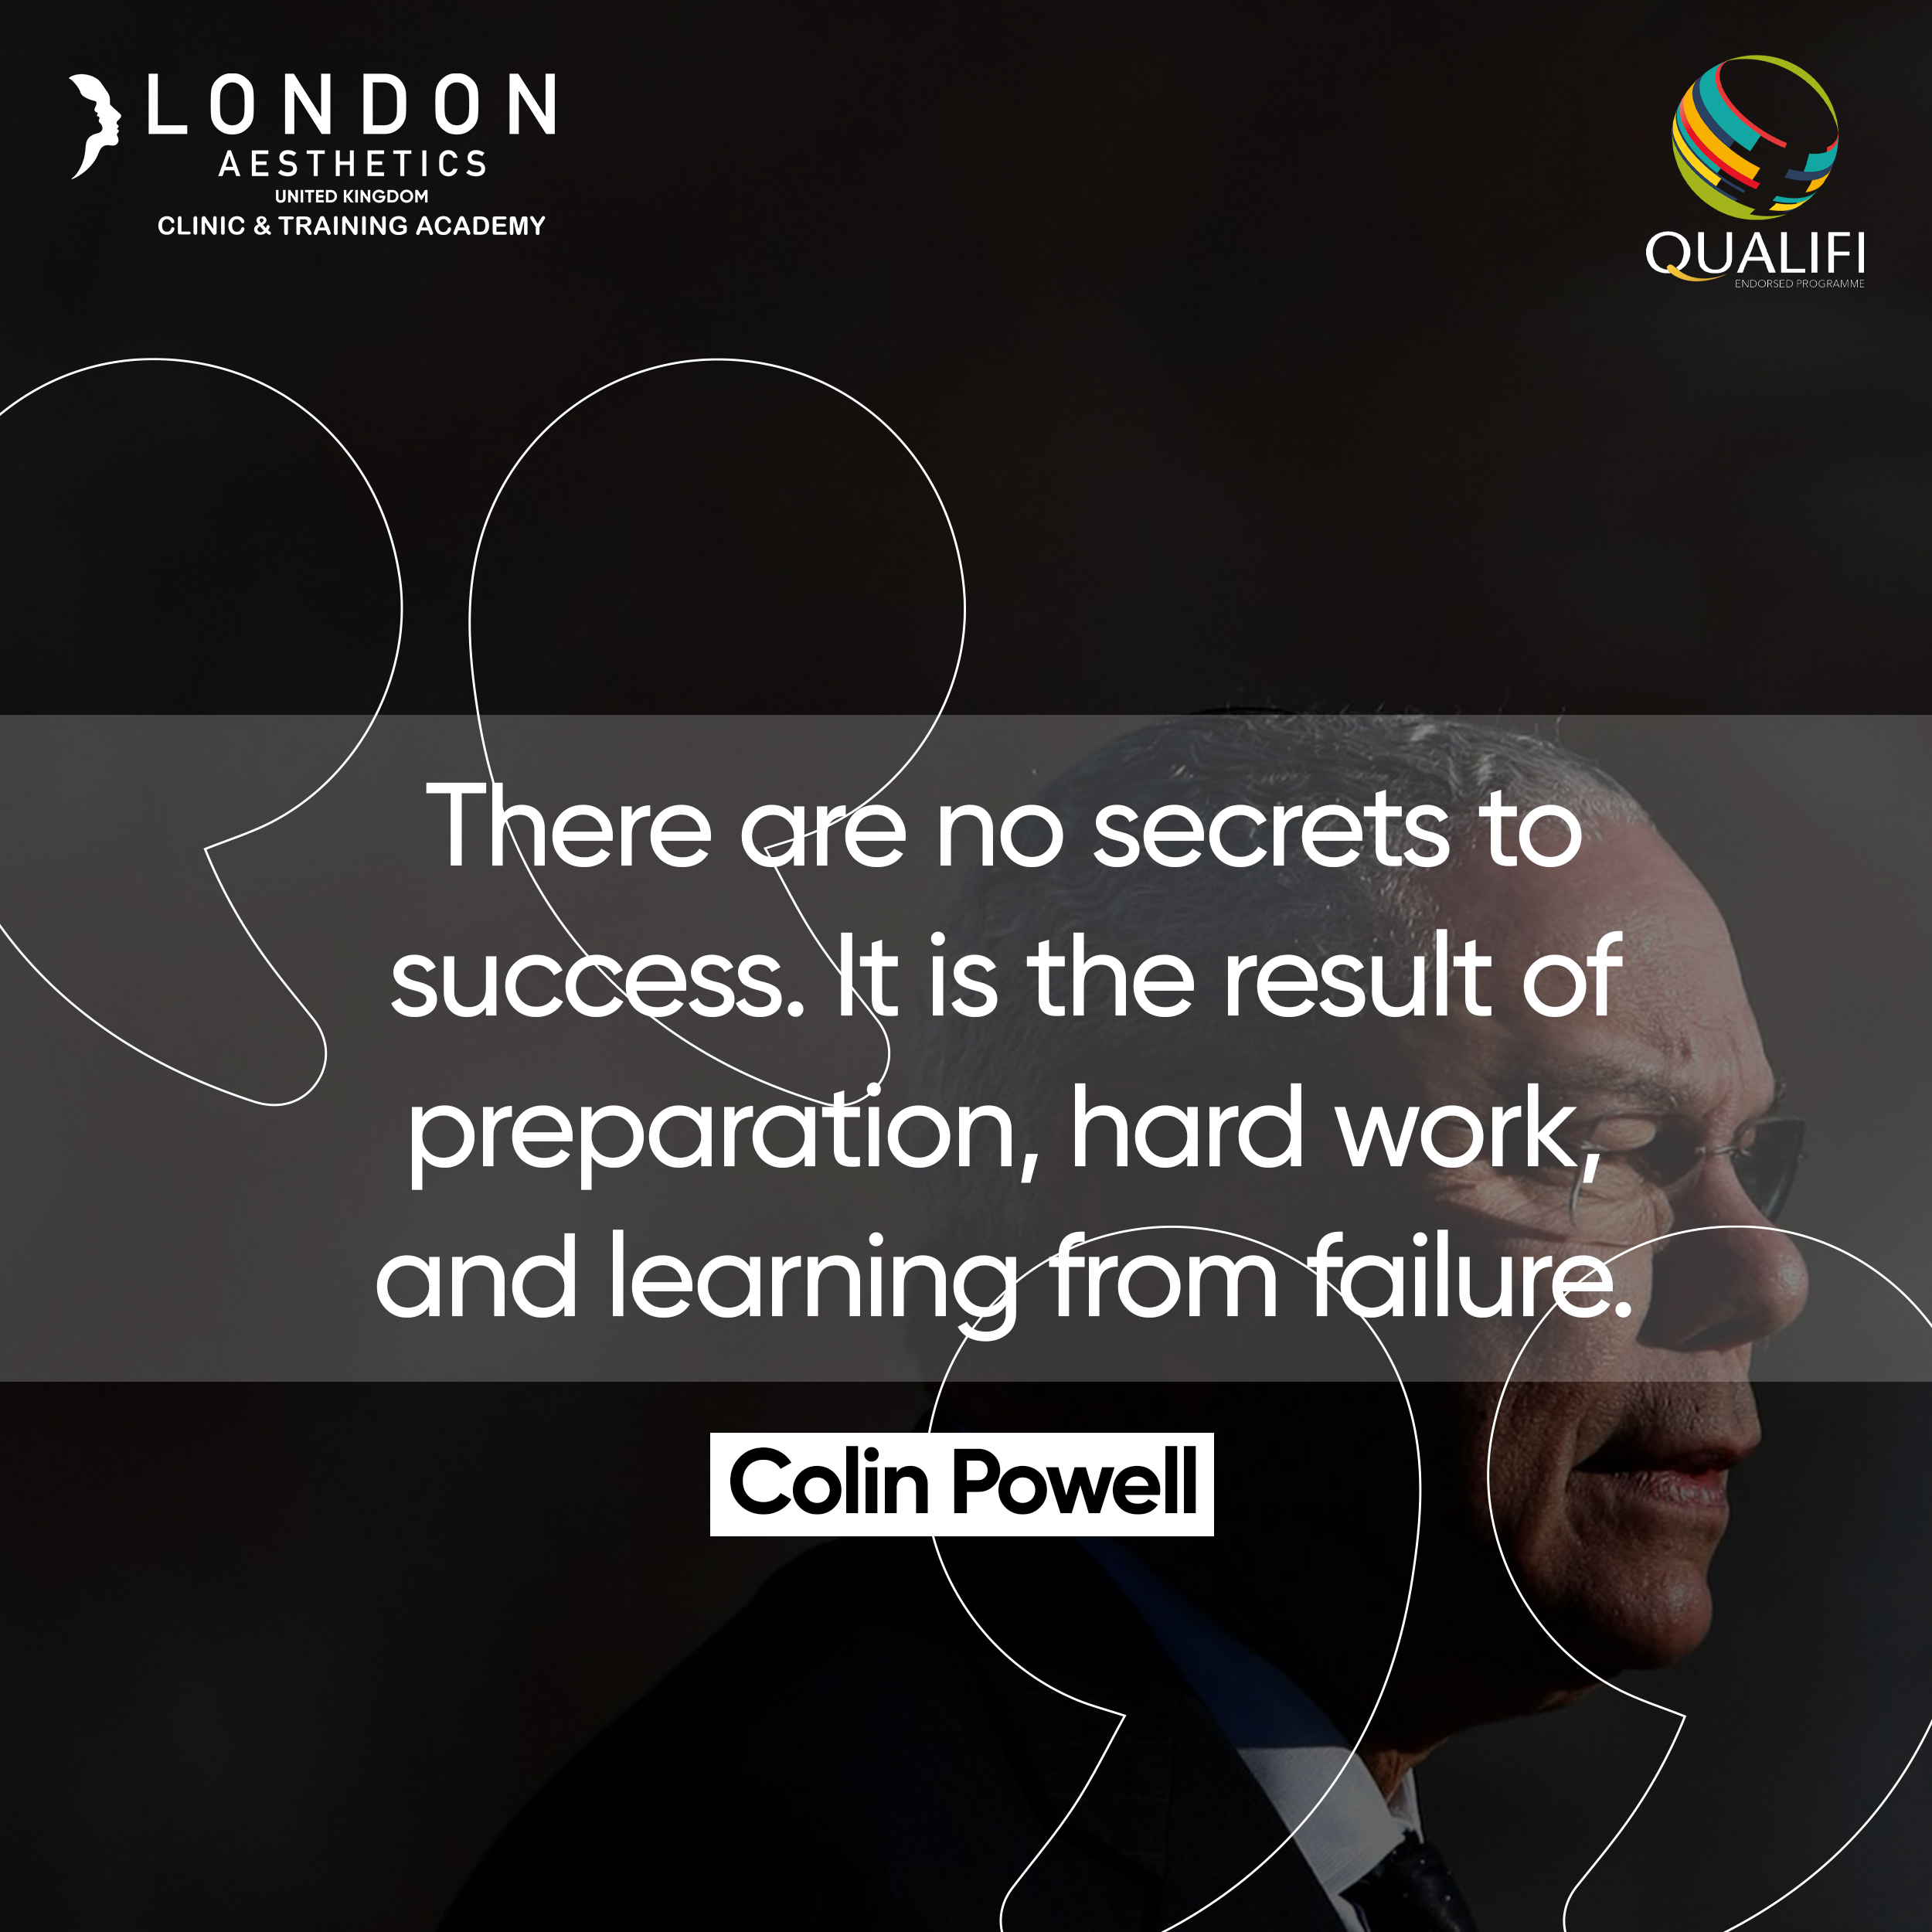 LONDON
AESTHETICS
UNITED KINGDOM
CLINIC & TRAINING ACADEMY
QUALIFI
ENDORSED PROGRAMME
There are no secrets to
success. It is the result of
preparation, hard work,
and learning from failure.
Colin Powell